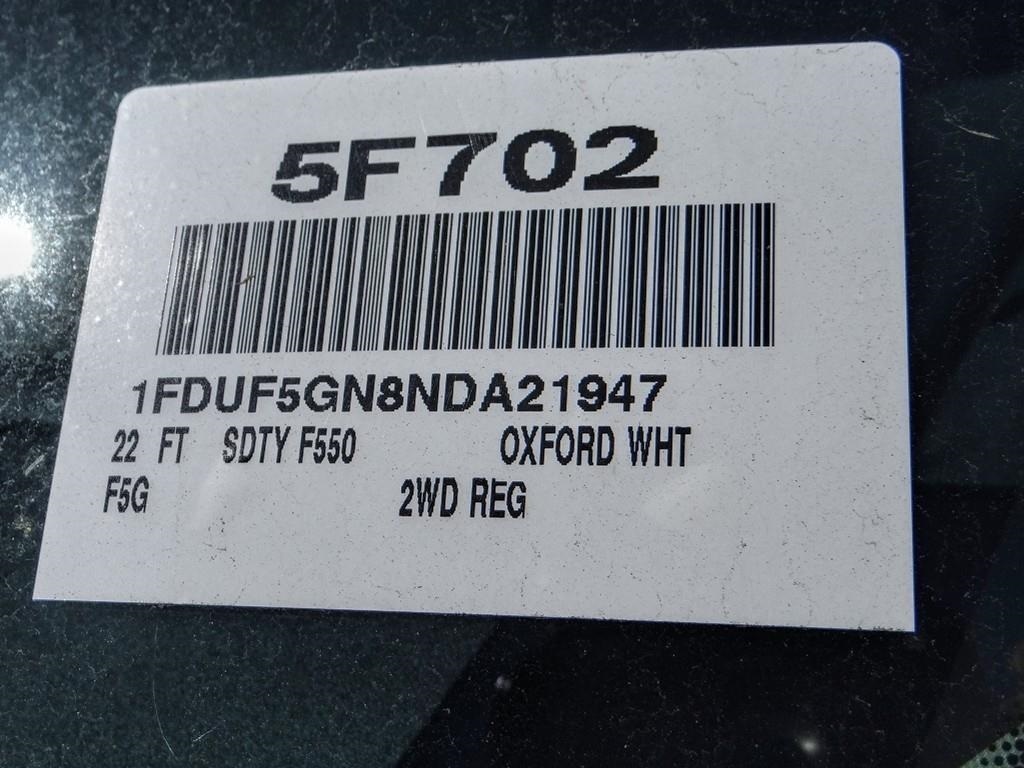 5F702
1FDUF5GN8NDA21947
22 FT SDTY F550 OXFORD WHT
F5G 2WD REG